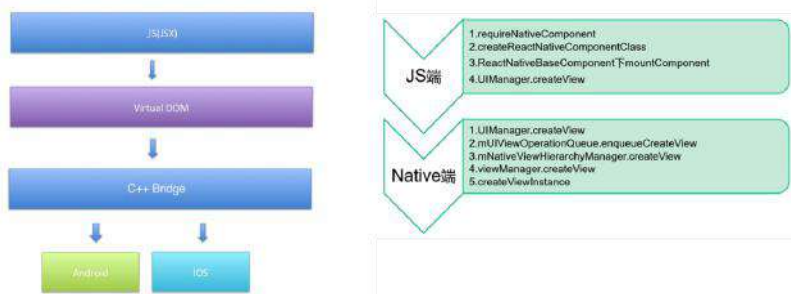 JS(JSX)
Virtual DOM
C++ Bridge
Android
IOS
JS端
1.requireNativeComponent
2.createReactNativeComponentClass
3.ReactNativeBaseComponent下mountComponent
4.UIManager.createView
Native端
1.UIManager.createView
2.mUIViewOperationQueue.enqueueCreateView
3.mNativeViewHierarchyManager.createView
4.viewManager.createView
5.createViewInstance